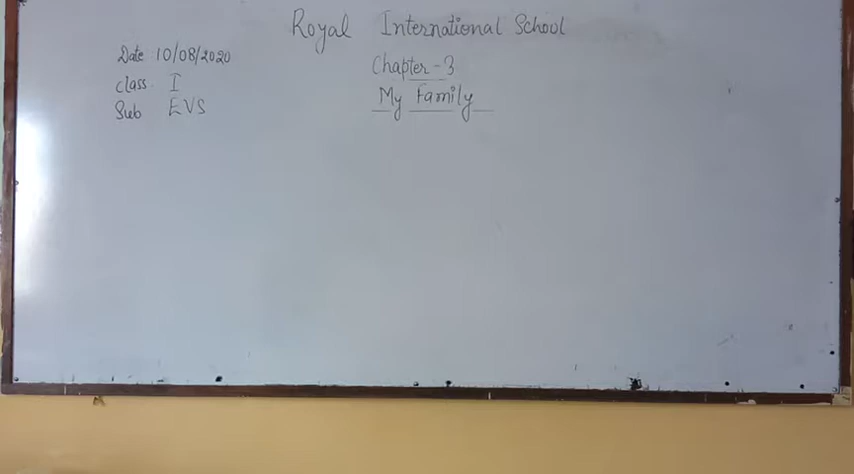 Royal International School
Date 10/08/2020
Chapter-3
Class I
My Family
Sub EVS